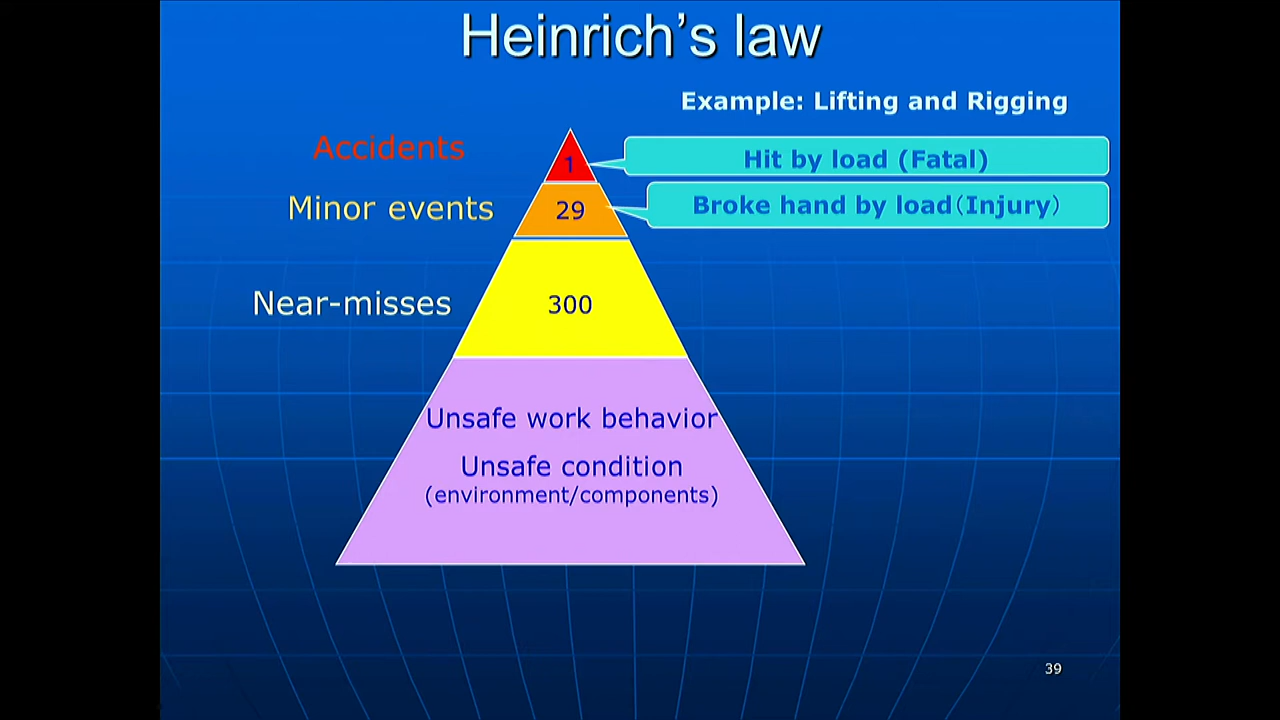 Heinrich’s law
Example: Lifting and Rigging
Accidents
1
Hit by load (Fatal)
Minor events
29
Broke hand by load（Injury）
Near-misses
300
Unsafe work behavior
Unsafe condition
(environment/components)
39